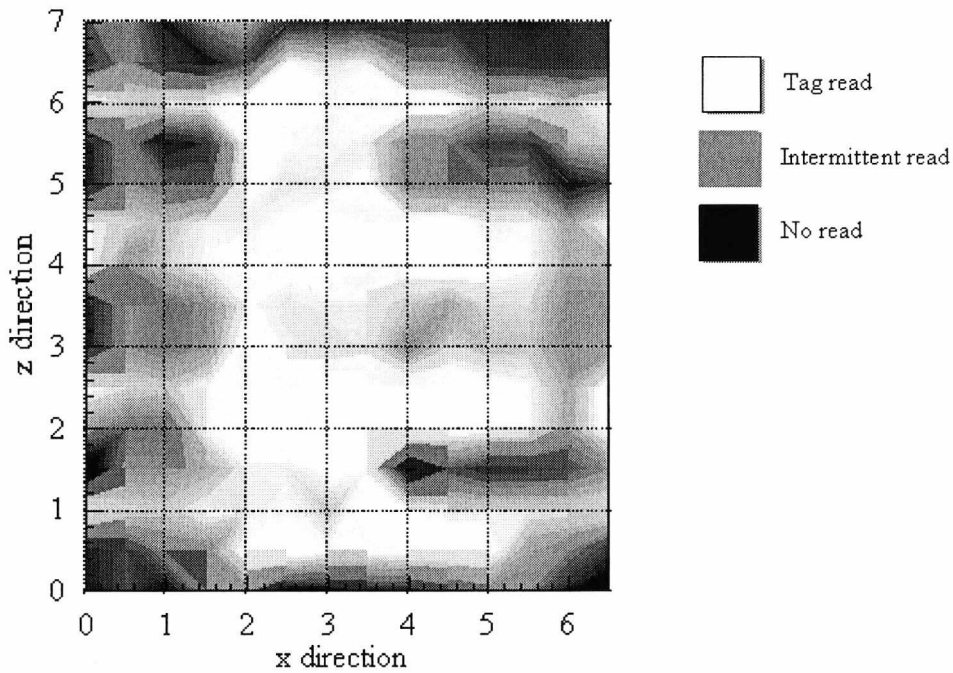 7
6
5
4
3
2
1
0
z direction
0 1 2 3 4 5 6
x direction
Tag read
Intermittent read
No read